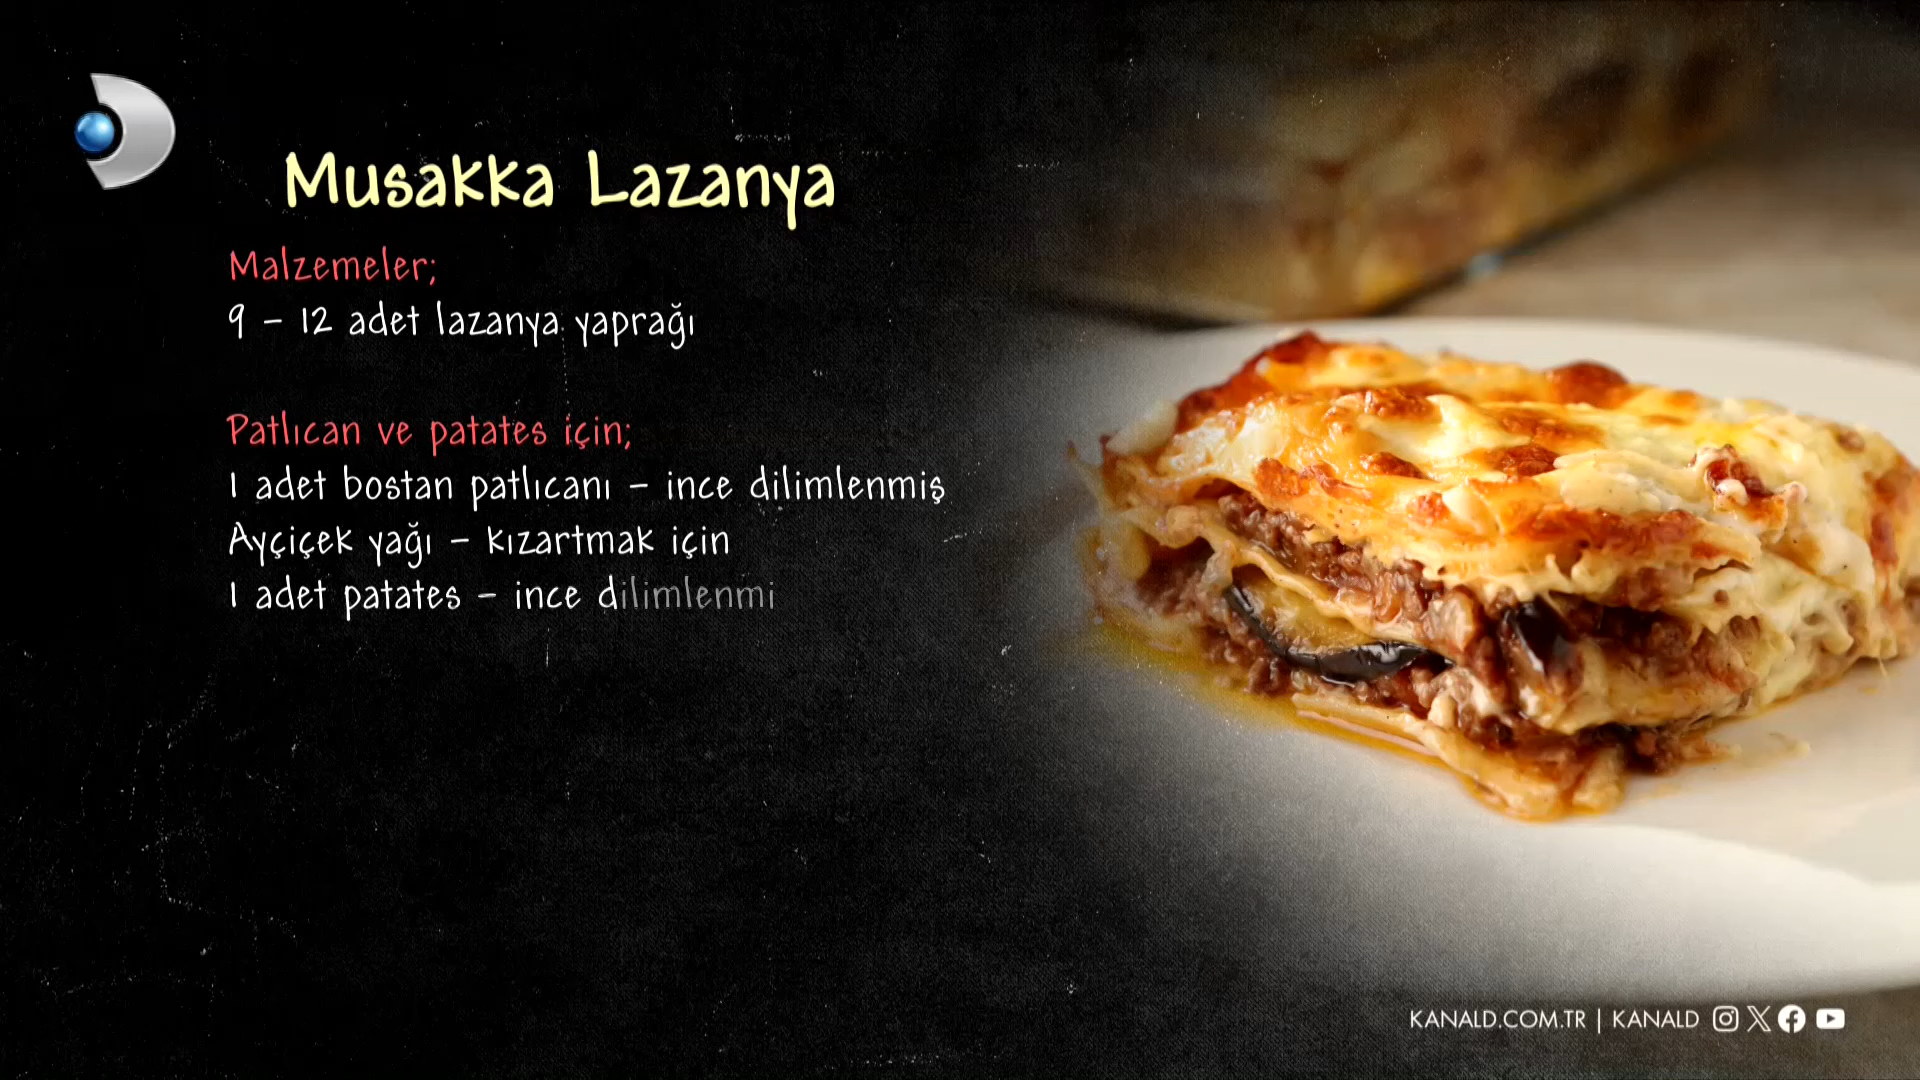 Musakka Lazanya
Malzemeler;
9 - 12 adet lazanya yaprağı
Patlıcan ve patates için;
1 adet bostan patlıcanı - ince dilimlenmiş
Ayçiçek yağı - kızartmak için
1 adet patates - ince dilimlenmi
KANALD.COM.TR | KANALD